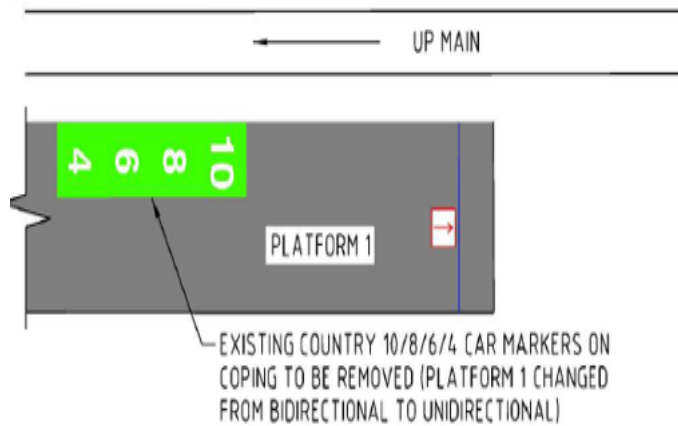 UP MAIN
4 6 8 10
PLATFORM 1
EXISTING COUNTRY 10/8/6/4 CAR MARKERS ON
COPING TO BE REMOVED (PLATFORM 1 CHANGED
FROM BIDIRECTIONAL TO UNIDIRECTIONAL)